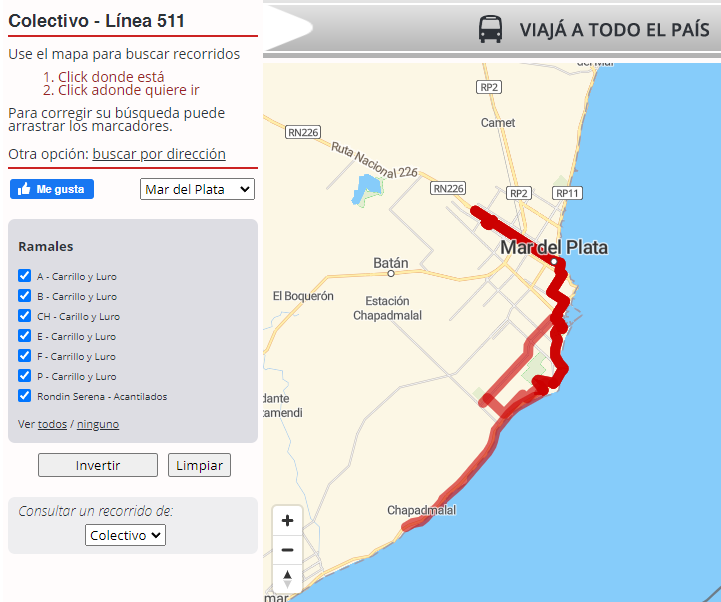 Colectivo - Línea 511
Use el mapa para buscar recorridos
1. Click donde está
2. Click adonde quiere ir
Para corregir su búsqueda puede
arrastrar los marcadores.
Otra opción: buscar por dirección
Me gusta
Mar del Plata
Ramales
A - Carrillo y Luro
B - Carrillo y Luro
CH - Carillo y Luro
E - Carrillo y Luro
F - Carrillo y Luro
P - Carrillo y Luro
Rondin Serena - Acantilados
Ver todos / ninguno
Invertir
Limpiar
Consultar un recorrido de:
Colectivo
VIAJÁ A TODO EL PAÍS
del Mar
RP2
Camet
RN226
Ruta Nacional 226
RN226
RP2
RP11
Mar del Plata
Batán
El Boquerón
Estación
Chapadmalal
dante
tamendi
Chapadmalal
mar